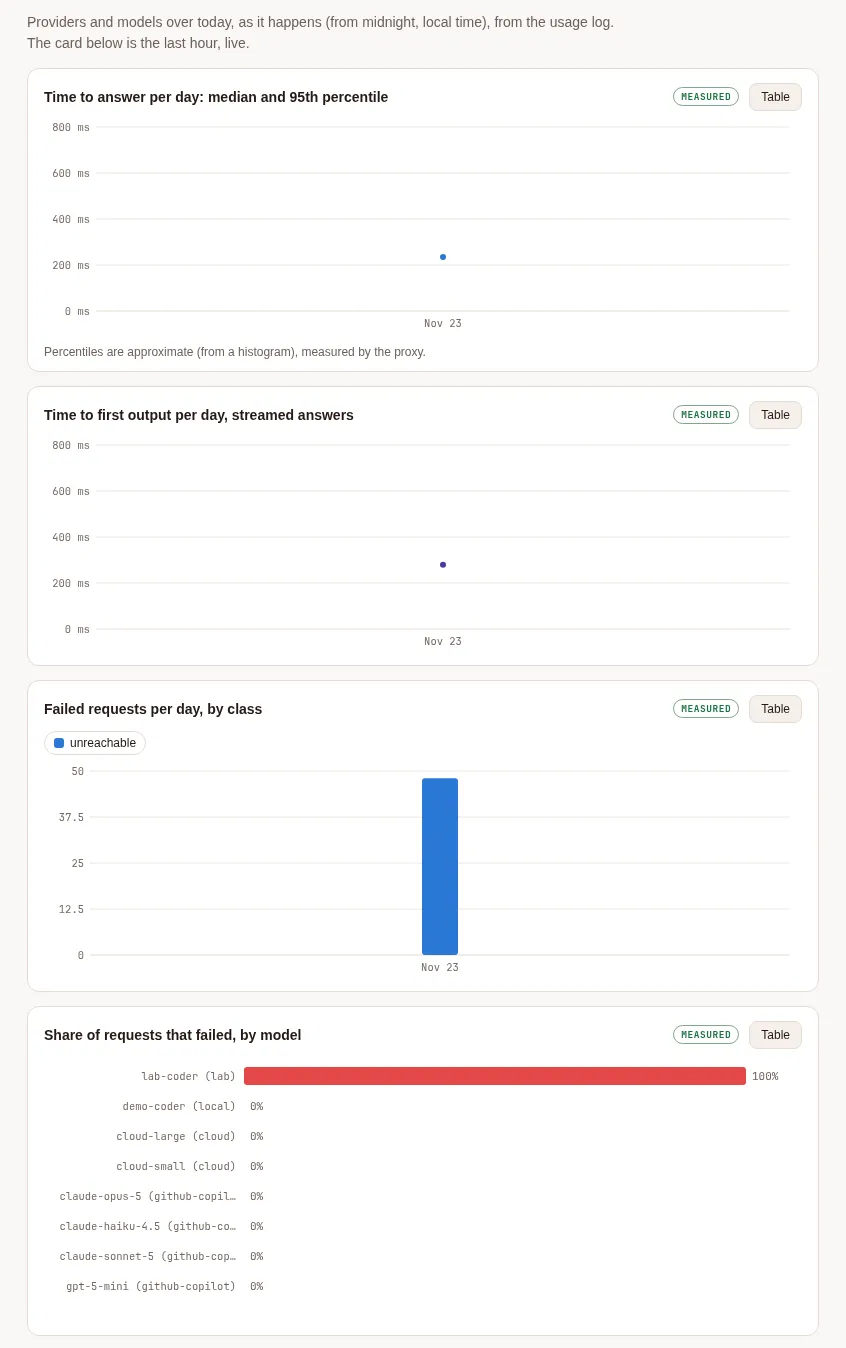 Providers and models over today, as it happens (from midnight, local time), from the usage log.
The card below is the last hour, live.
Time to answer per day: median and 95th percentile
MEASURED
Table
800 ms
600 ms
400 ms
200 ms
0 ms
Nov 23
Percentiles are approximate (from a histogram), measured by the proxy.
Time to first output per day, streamed answers
MEASURED
Table
800 ms
600 ms
400 ms
200 ms
0 ms
Nov 23
Failed requests per day, by class
MEASURED
Table
unreachable
50
37.5
25
12.5
0
Nov 23
Share of requests that failed, by model
MEASURED
Table
lab-coder (lab) 100%
demo-coder (local) 0%
cloud-large (cloud) 0%
cloud-small (cloud) 0%
claude-opus-5 (github-copil… 0%
claude-haiku-4.5 (github-co… 0%
claude-sonnet-5 (github-cop… 0%
gpt-5-mini (github-copilot) 0%